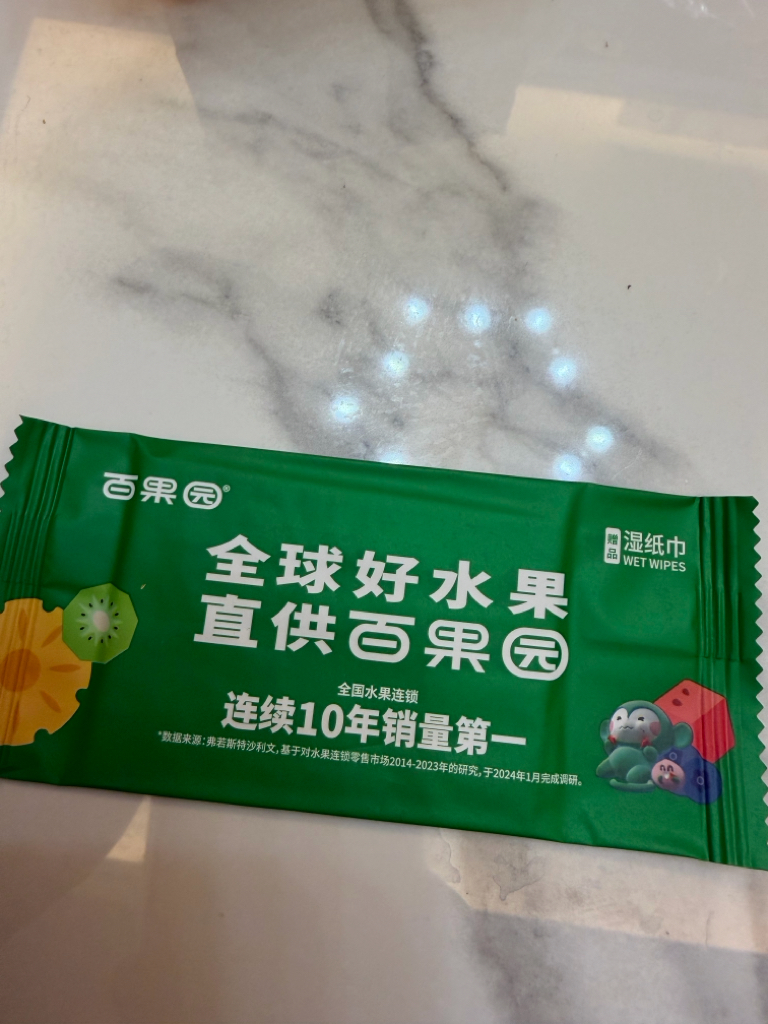 百果园®
赠品
湿纸巾
WET WIPES
全球好水果
直供百果园
全国水果连锁
连续10年销量第一
*数据来源：弗若斯特沙利文，基于对水果连锁零售市场2014-2023年的研究，于2024年1月完成调研。